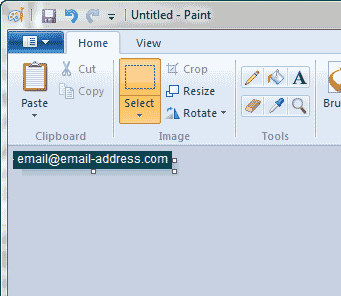 Untitled - Paint
Home View
Paste
Cut
Copy
Clipboard
Select
Crop
Resize
Rotate
Image
A
Tools
Bru
email@email-address.com